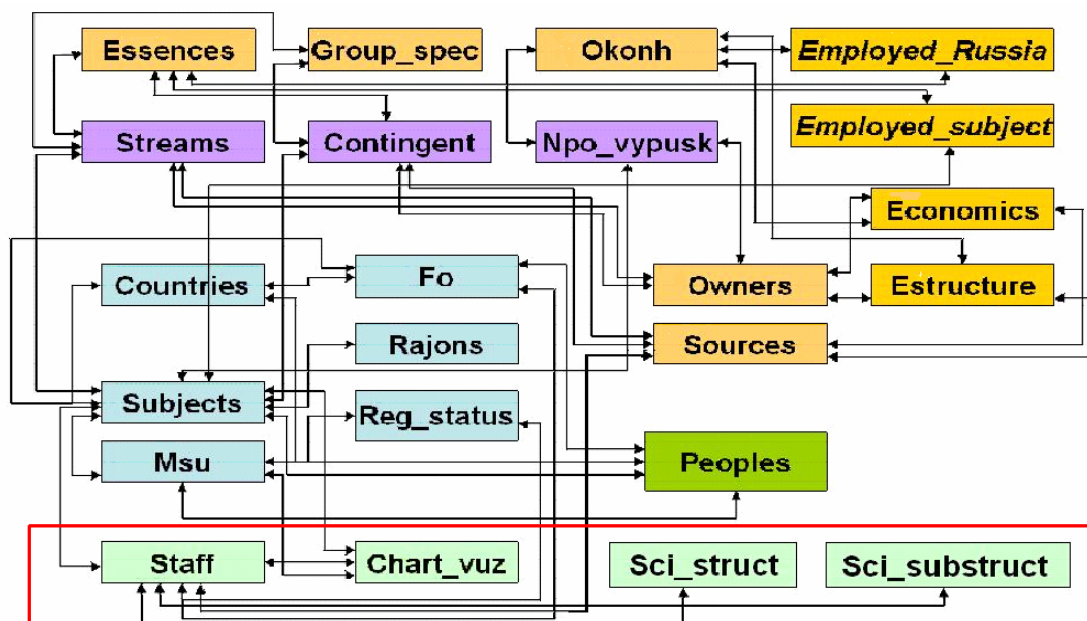 Essences
Group_spec
Okonh
Employed_Russia
Employed_subject
Streams
Contingent
Npo_vypusk
Economics
Countries
Fo
Owners
Estructure
Rajons
Sources
Subjects
Reg_status
Msu
Peoples
Staff
Chart_vuz
Sci_struct
Sci_substruct